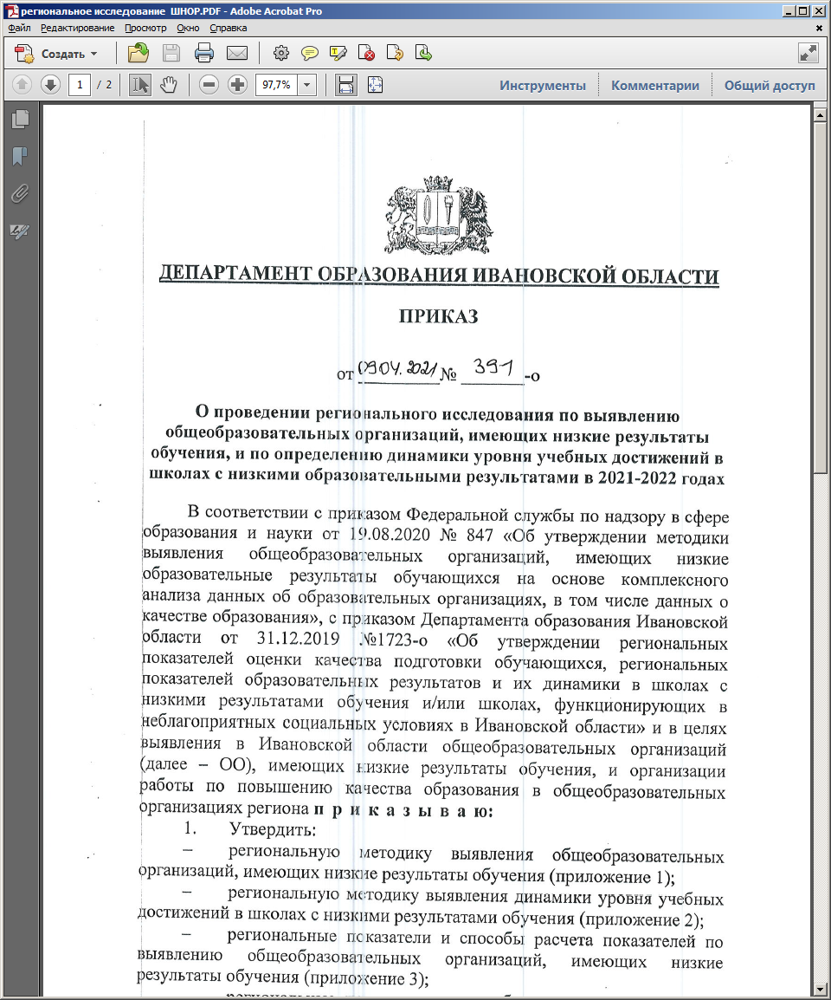 региональное исследование ШНОР.PDF - Adobe Acrobat Pro
Файл Редактирование Просмотр Окно Справка
Создать
1 / 2 97,7% Инструменты Комментарии Общий доступ
ДЕПАРТАМЕНТ ОБРАЗОВАНИЯ ИВАНОВСКОЙ ОБЛАСТИ
ПРИКАЗ
от 09.04.2021 № 391-о
О проведении регионального исследования по выявлению
общеобразовательных организаций, имеющих низкие результаты
обучения, и по определению динамики уровня учебных достижений в
школах с низкими образовательными результатами в 2021-2022 годах
В соответствии с приказом Федеральной службы по надзору в сфере
образования и науки от 19.08.2020 № 847 «Об утверждении методики
выявления общеобразовательных организаций, имеющих низкие
образовательные результаты обучающихся на основе комплексного
анализа данных об образовательных организациях, в том числе данных о
качестве образования», с приказом Департамента образования Ивановской
области от 31.12.2019 №1723-о «Об утверждении региональных
показателей оценки качества подготовки обучающихся, региональных
показателей образовательных результатов и их динамики в школах с
низкими результатами обучения и/или школах, функционирующих в
неблагоприятных социальных условиях в Ивановской области» и в целях
выявления в Ивановской области общеобразовательных организаций
(далее – ОО), имеющих низкие результаты обучения, и организации
работы по повышению качества образования в общеобразовательных
организациях региона п р и к а з ы в а ю:
1. Утвердить:
– региональную методику выявления общеобразовательных
организаций, имеющих низкие результаты обучения (приложение 1);
– региональную методику выявления динамики уровня учебных
достижений в школах с низкими результатами обучения (приложение 2);
– региональные показатели и способы расчета показателей по
выявлению общеобразовательных организаций, имеющих низкие
результаты обучения (приложение 3);